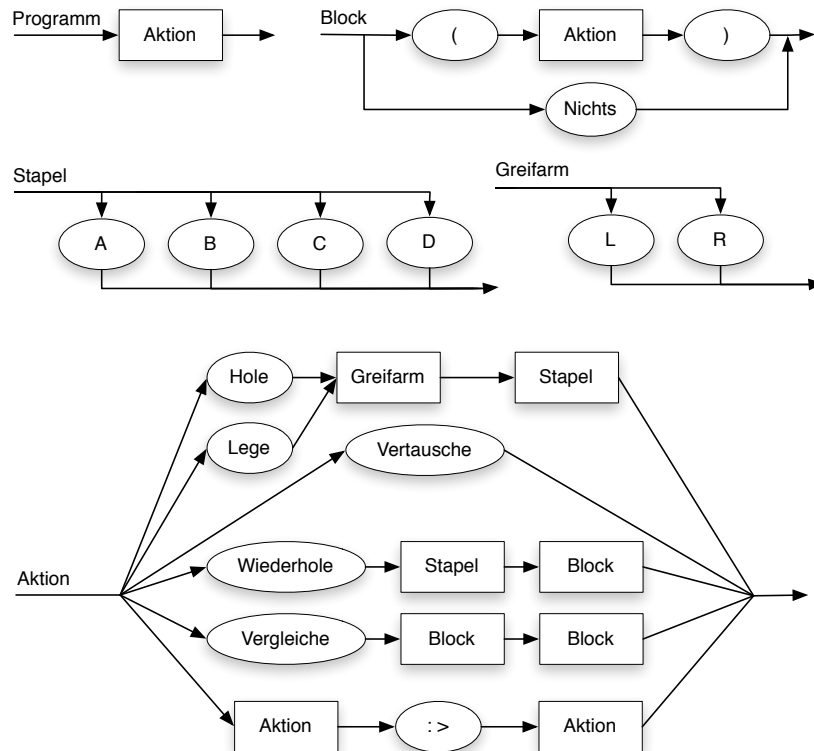 Programm
Aktion
Block
(
Aktion
)
Nichts
Stapel
A
B
C
D
Greifarm
L
R
Hole
Greifarm
Stapel
Lege
Vertausche
Aktion
Wiederhole
Stapel
Block
Vergleiche
Block
Block
Aktion
: >
Aktion